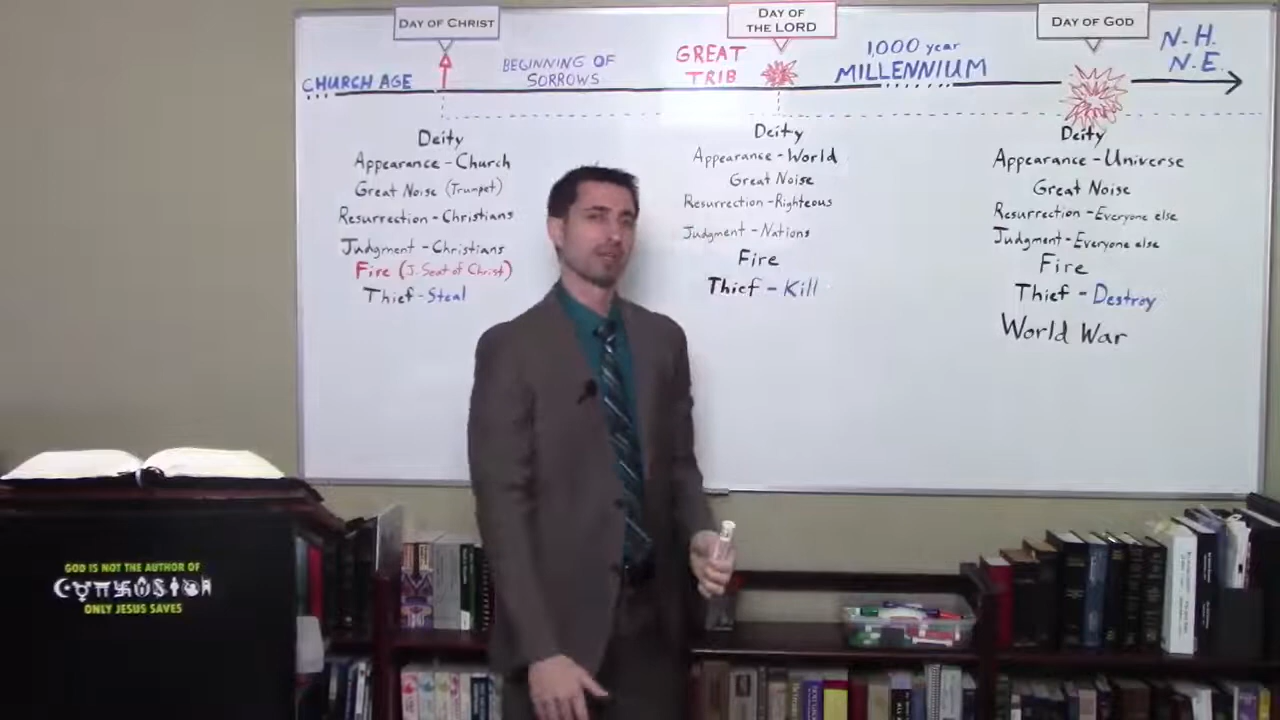 DAY OF CHRIST
DAY OF
THE LORD
DAY OF GOD
CHURCH AGE
BEGINNING OF
SORROWS
GREAT
TRIB
1,000 year
MILLENNIUM
N.H.
N.E.
Deity
Appearance - Church
Great Noise (Trumpet)
Resurrection - Christians
Judgment - Christians
Fire (J. Seat of Christ)
Thief - Steal
Deity
Appearance - World
Great Noise
Resurrection - Righteous
Judgment - Nations
Fire
Thief - Kill
Deity
Appearance - Universe
Great Noise
Resurrection - Everyone else
Judgment - Everyone else
Fire
Thief - Destroy
World War
GOD IS NOT THE AUTHOR OF
ONLY JESUS SAVES